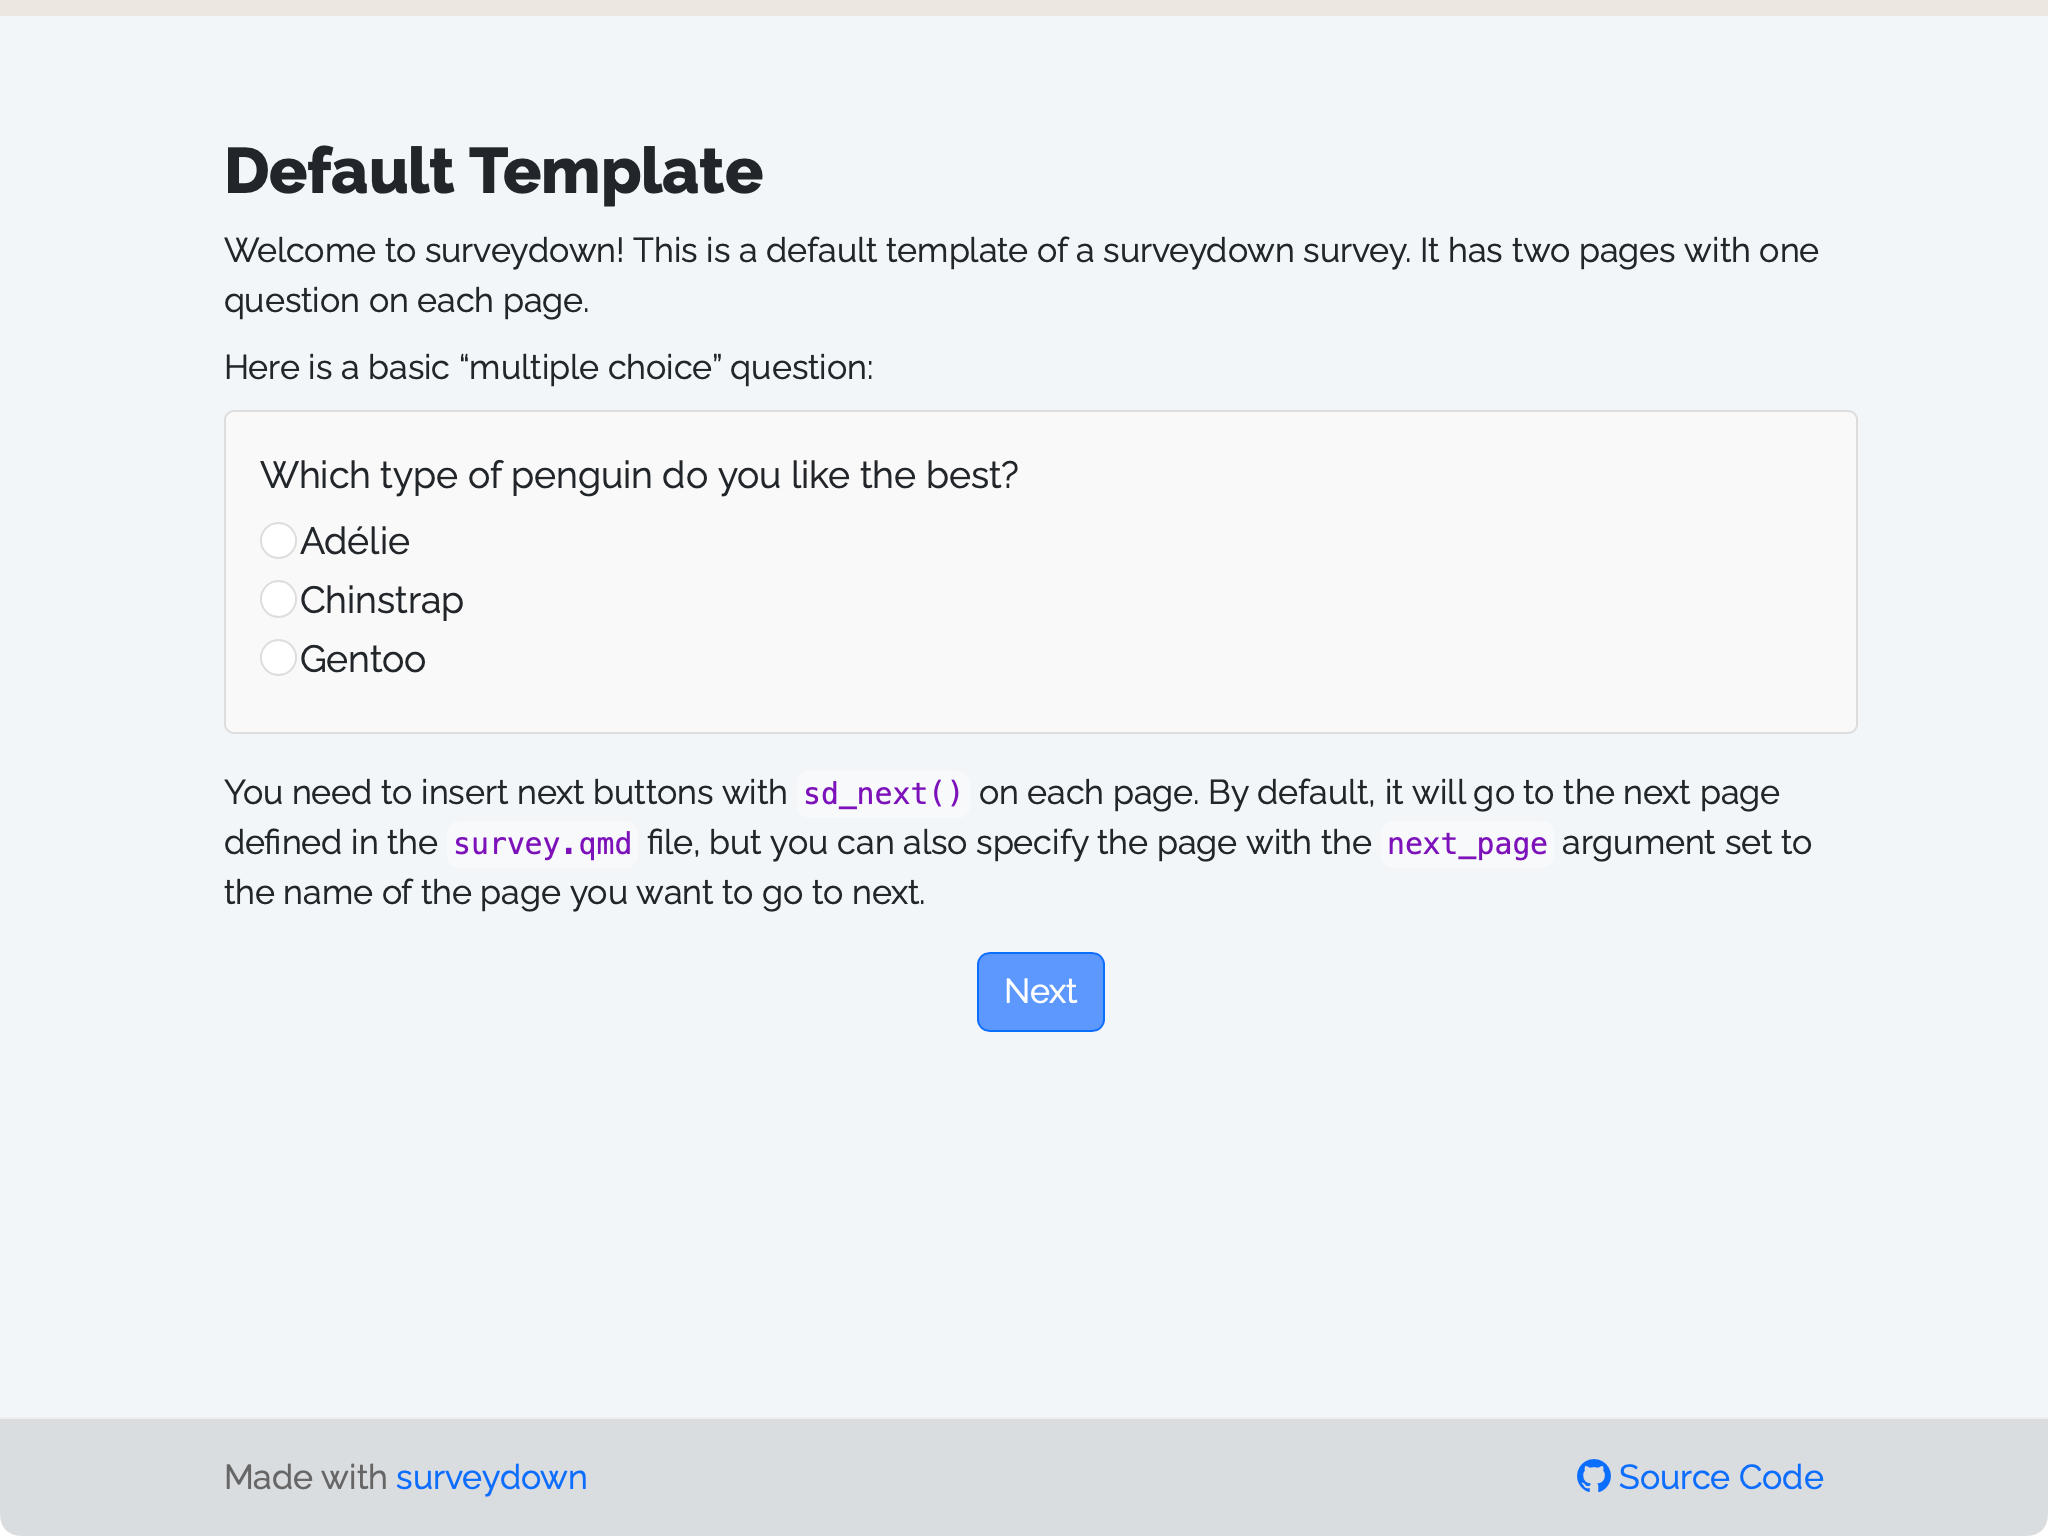 Default Template
Welcome to surveydown! This is a default template of a surveydown survey. It has two pages with one
question on each page.
Here is a basic “multiple choice” question:
Which type of penguin do you like the best?
Adélie
Chinstrap
Gentoo
You need to insert next buttons with sd_next() on each page. By default, it will go to the next page
defined in the survey.qmd file, but you can also specify the page with the next_page argument set to
the name of the page you want to go to next.
Next
Made with surveydown
Source Code